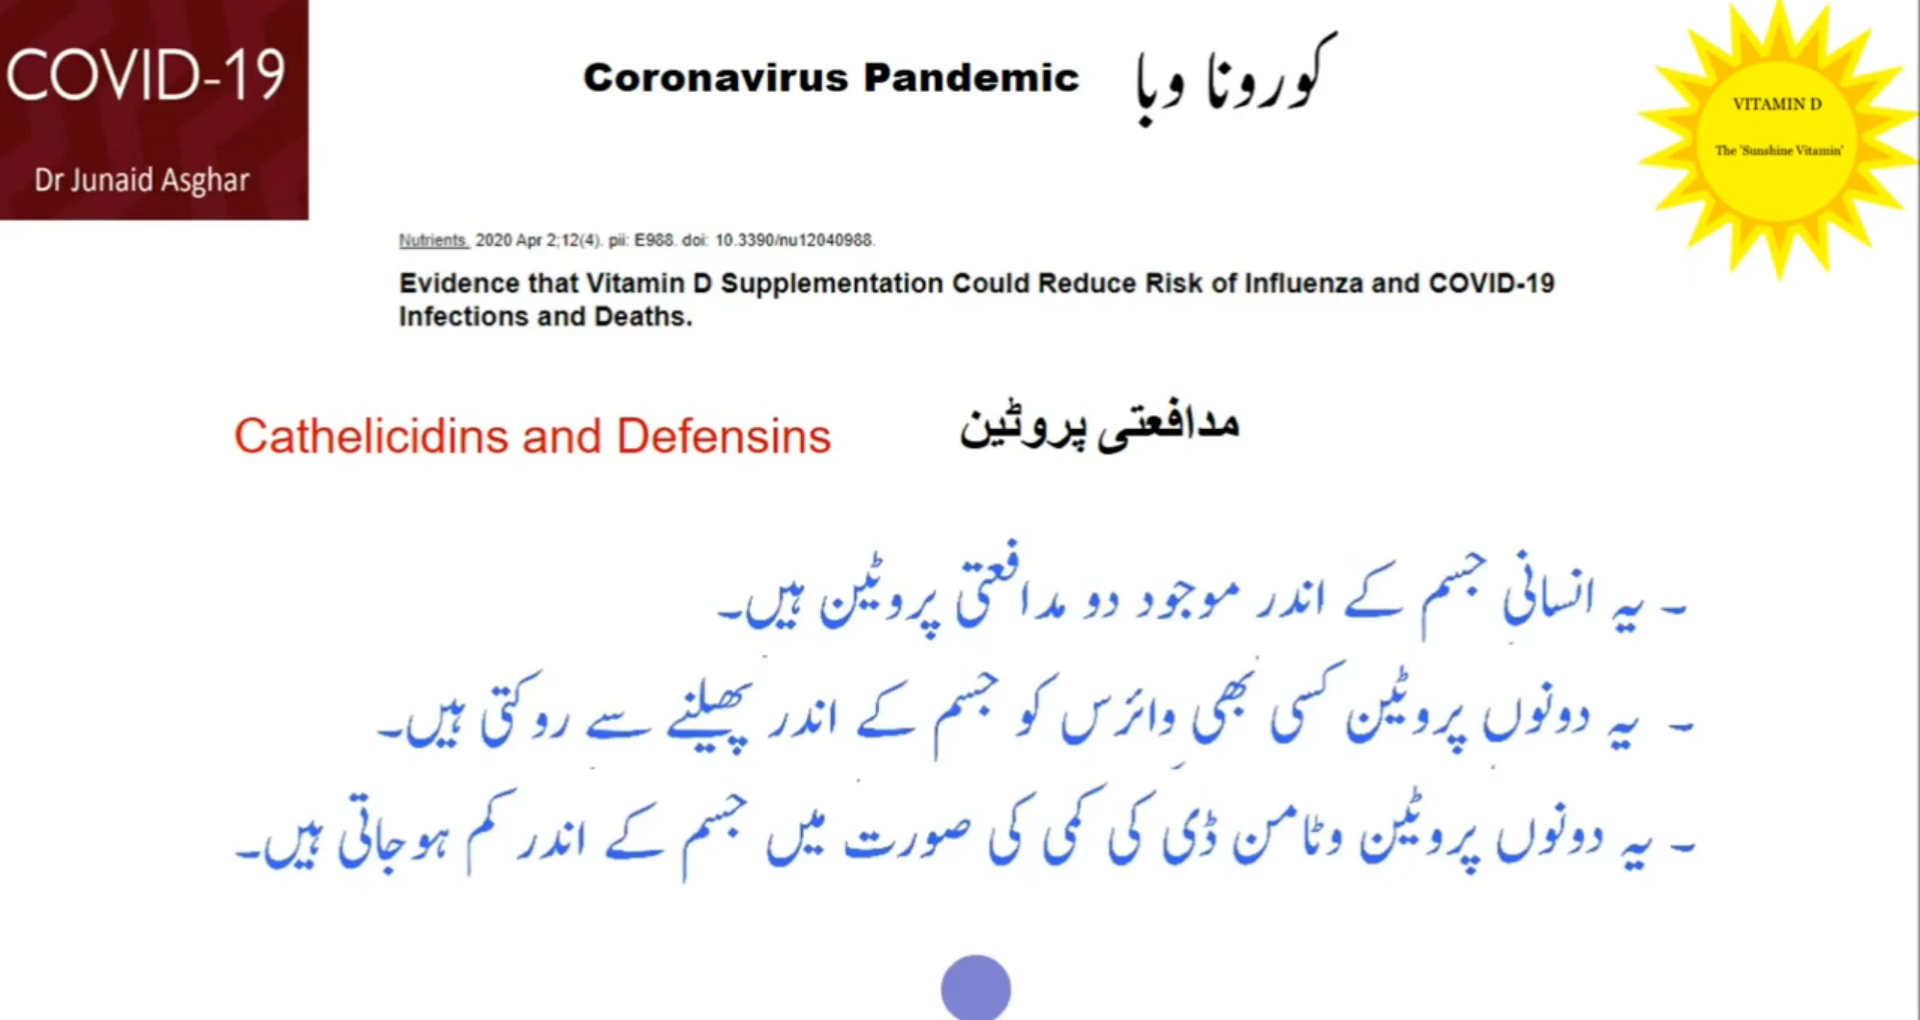 COVID-19
Dr Junaid Asghar
Coronavirus Pandemic کورونا وبا
VITAMIN D
The 'Sunshine Vitamin'
Nutrients. 2020 Apr 2;12(4). pii: E988. doi: 10.3390/nu12040988.
Evidence that Vitamin D Supplementation Could Reduce Risk of Influenza and COVID-19
Infections and Deaths.
Cathelicidins and Defensins مدافعتی پروٹین
۔ یہ انسانی جسم کے اندر موجود دو مدافعتی پروٹین ہیں۔
۔ یہ دونوں پروٹین کسی بھی وائرس کو جسم کے اندر پھیلنے سے روکتی ہیں۔
۔ یہ دونوں پروٹین وٹامن ڈی کی کمی کی صورت میں جسم کے اندر کم ہوجاتی ہیں۔